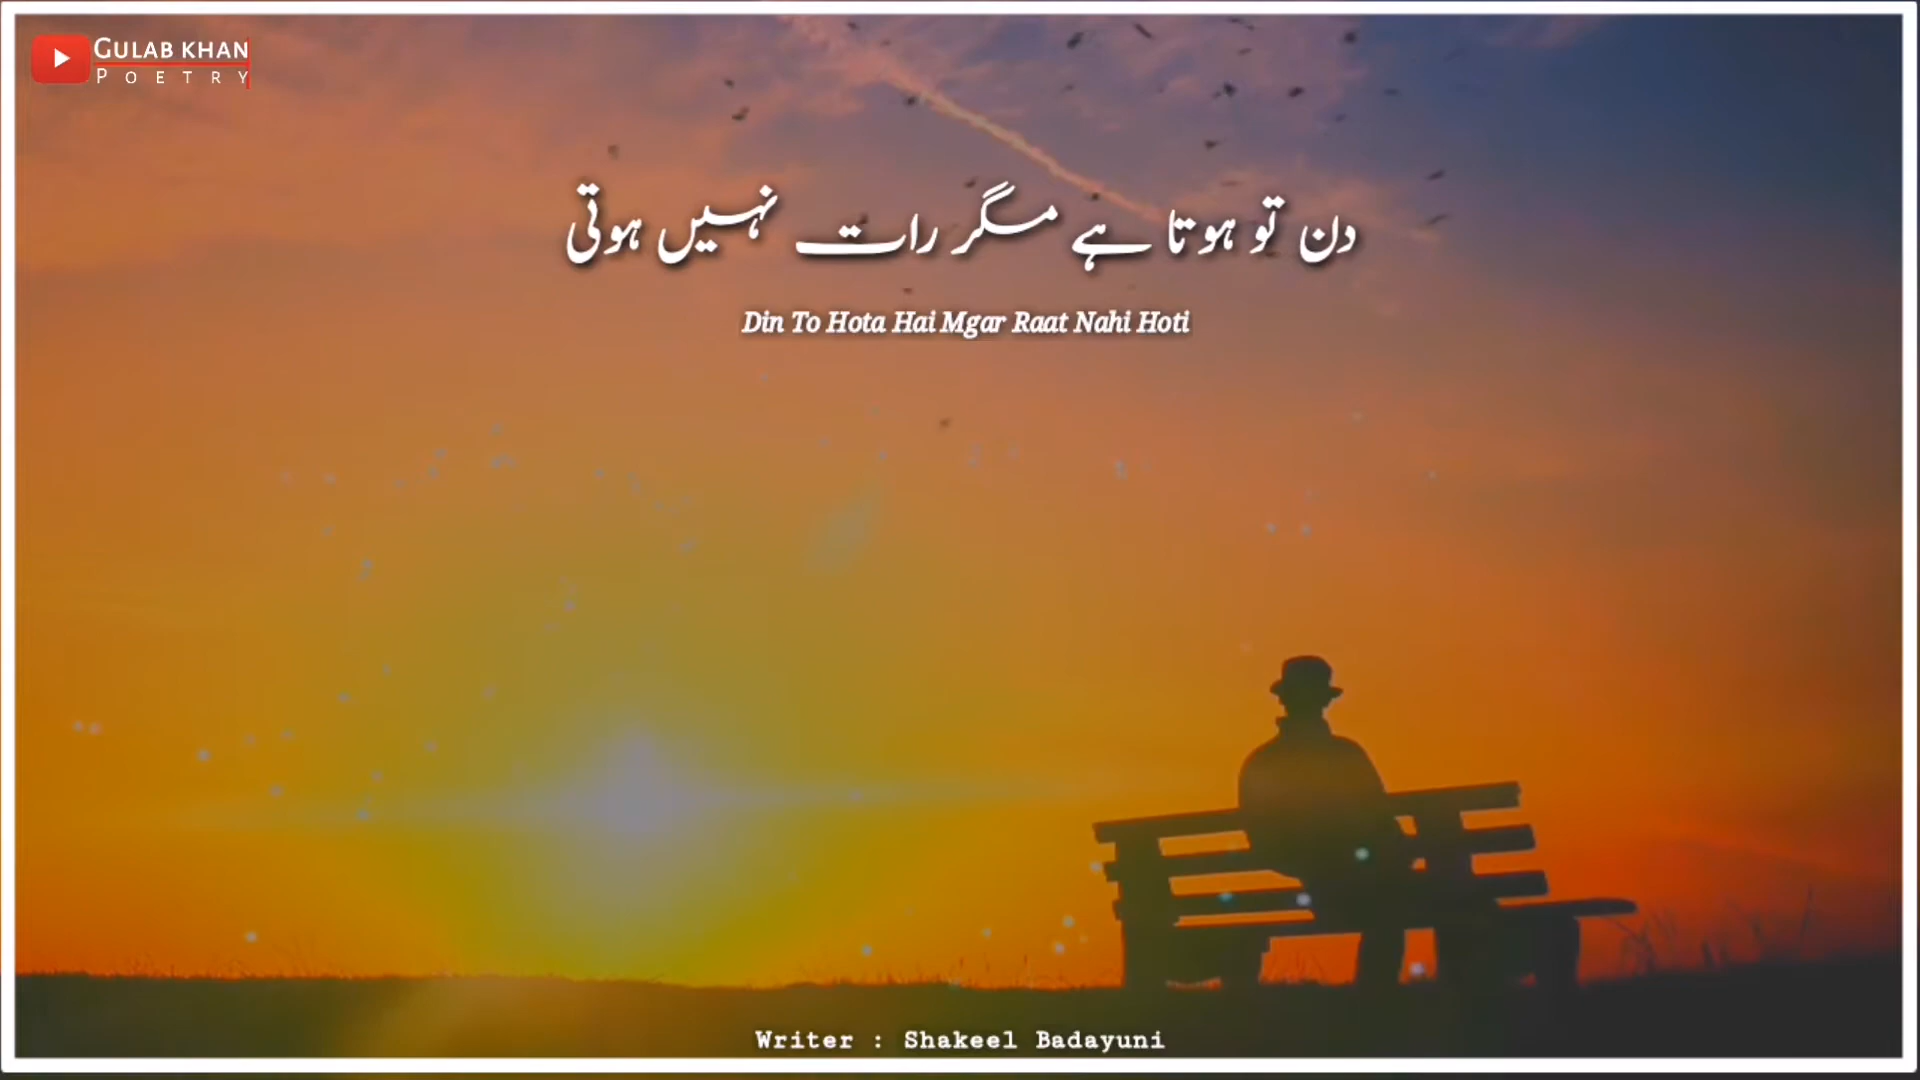 GULAB KHAN
POETRY
دن تو ہوتا ہے مگر رات نہیں ہوتی
Din To Hota Hai Mgar Raat Nahi Hoti
Writer : Shakeel Badayuni